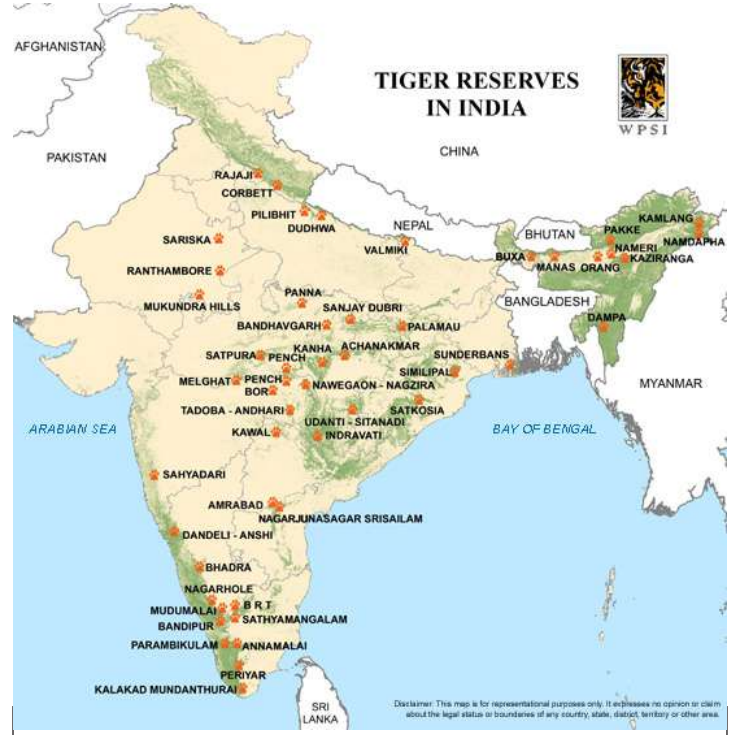 AFGHANISTAN
TIGER RESERVES
IN INDIA
WPSI
CHINA
PAKISTAN
RAJAJI
CORBETT
PILIBHIT
DUDHWA
NEPAL
VALMIKI
SARISKA
RANTHAMBORE
MUKUNDRA HILLS
BHUTAN
KAMLANG
PAKKE
NAMDAPHA
NAMERI
BUXA
MANAS
ORANG
KAZIRANGA
BANGLADESH
DAMPA
PANNA
SANJAY DUBRI
BANDHAVGARH
PALAMAU
SATPURA
PENCH
KANHA
ACHANAKMAR
SUNDERBANS
SIMILIPAL
MELGHAT
PENCH
BOR
NAWEGAON - NAGZIRA
MYANMAR
TADOBA - ANDHARI
SATKOSIA
UDANTI - SITANADI
KAWAL
INDRAVATI
ARABIAN SEA
BAY OF BENGAL
SAHYADARI
AMRABAD
NAGARJUNASAGAR SRISAILAM
DANDELI - ANSHI
BHADRA
NAGARHOLE
MUDUMALAI
B R T
BANDIPUR
SATHYAMANGALAM
PARAMBIKULAM
ANNAMALAI
PERIYAR
KALAKAD MUNDANTHURAI
SRI
LANKA
Disclaimer: This map is for representational purposes only. It expresses no opinion or claim
about the legal status or boundaries of any country, state, district, territory or other area.